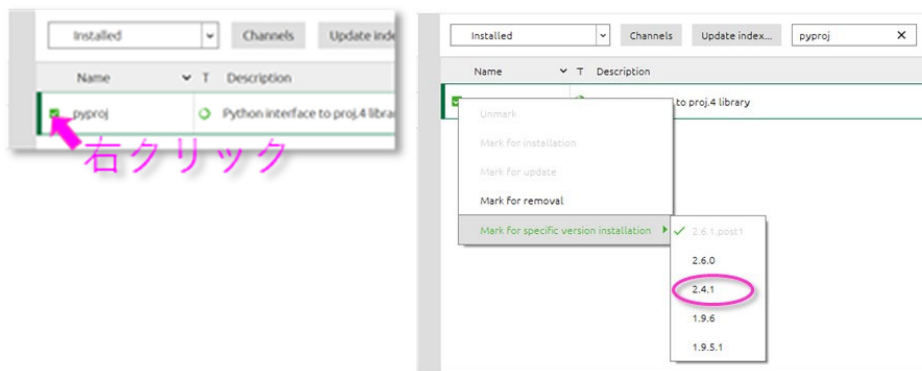 Installed
Channels
Update inde
Name
T
Description
pyproj
Python interface to proj.4 libra
右クリック
Installed
Channels
Update index...
pyproj
Name
T
Description
to proj.4 library
Unmark
Mark for installation
Mark for update
Mark for removal
Mark for specific version installation
2.6.1.post1
2.6.0
2.4.1
1.9.6
1.9.5.1